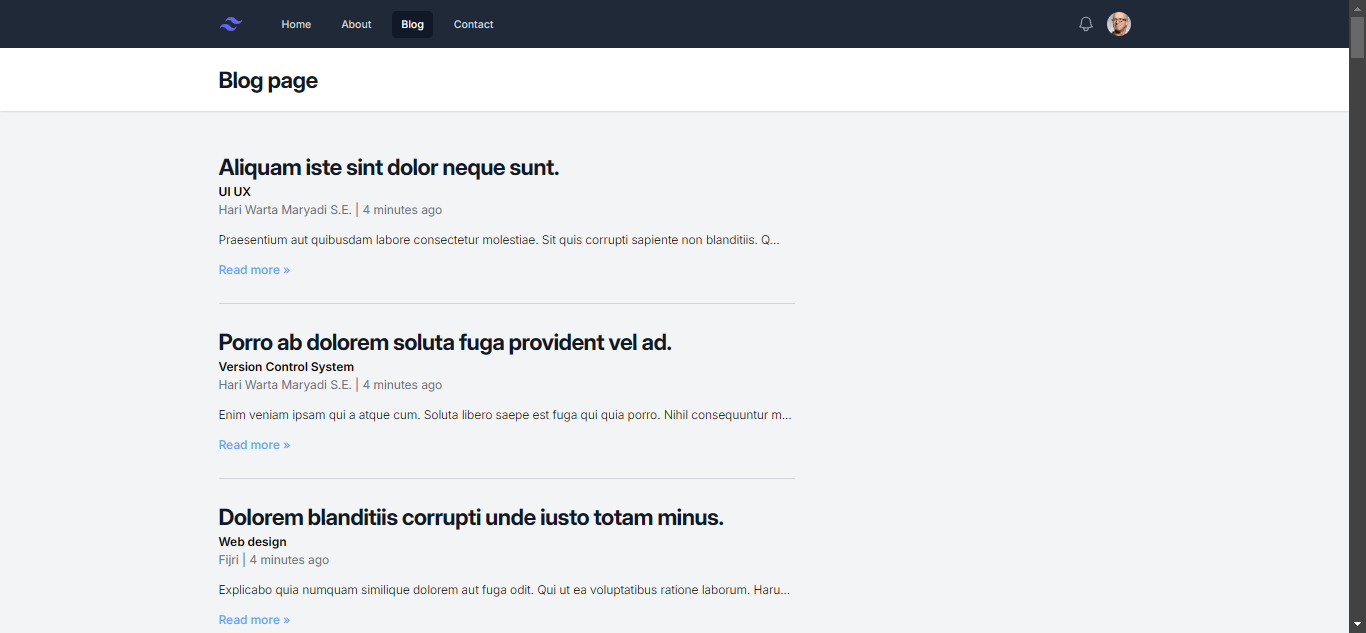 Home About Blog Contact
Blog page
Aliquam iste sint dolor neque sunt.
UI UX
Hari Warta Maryadi S.E. | 4 minutes ago
Praesentium aut quibusdam labore consectetur molestiae. Sit quis corrupti sapiente non blanditiis. Q...
Read more »
Porro ab dolorem soluta fuga provident vel ad.
Version Control System
Hari Warta Maryadi S.E. | 4 minutes ago
Enim veniam ipsam qui a atque cum. Soluta libero saepe est fuga qui quia porro. Nihil consequuntur m...
Read more »
Dolorem blanditiis corrupti unde iusto totam minus.
Web design
Fijri | 4 minutes ago
Explicabo quia numquam similique dolorem aut fuga odit. Qui ut ea voluptatibus ratione laborum. Haru...
Read more »